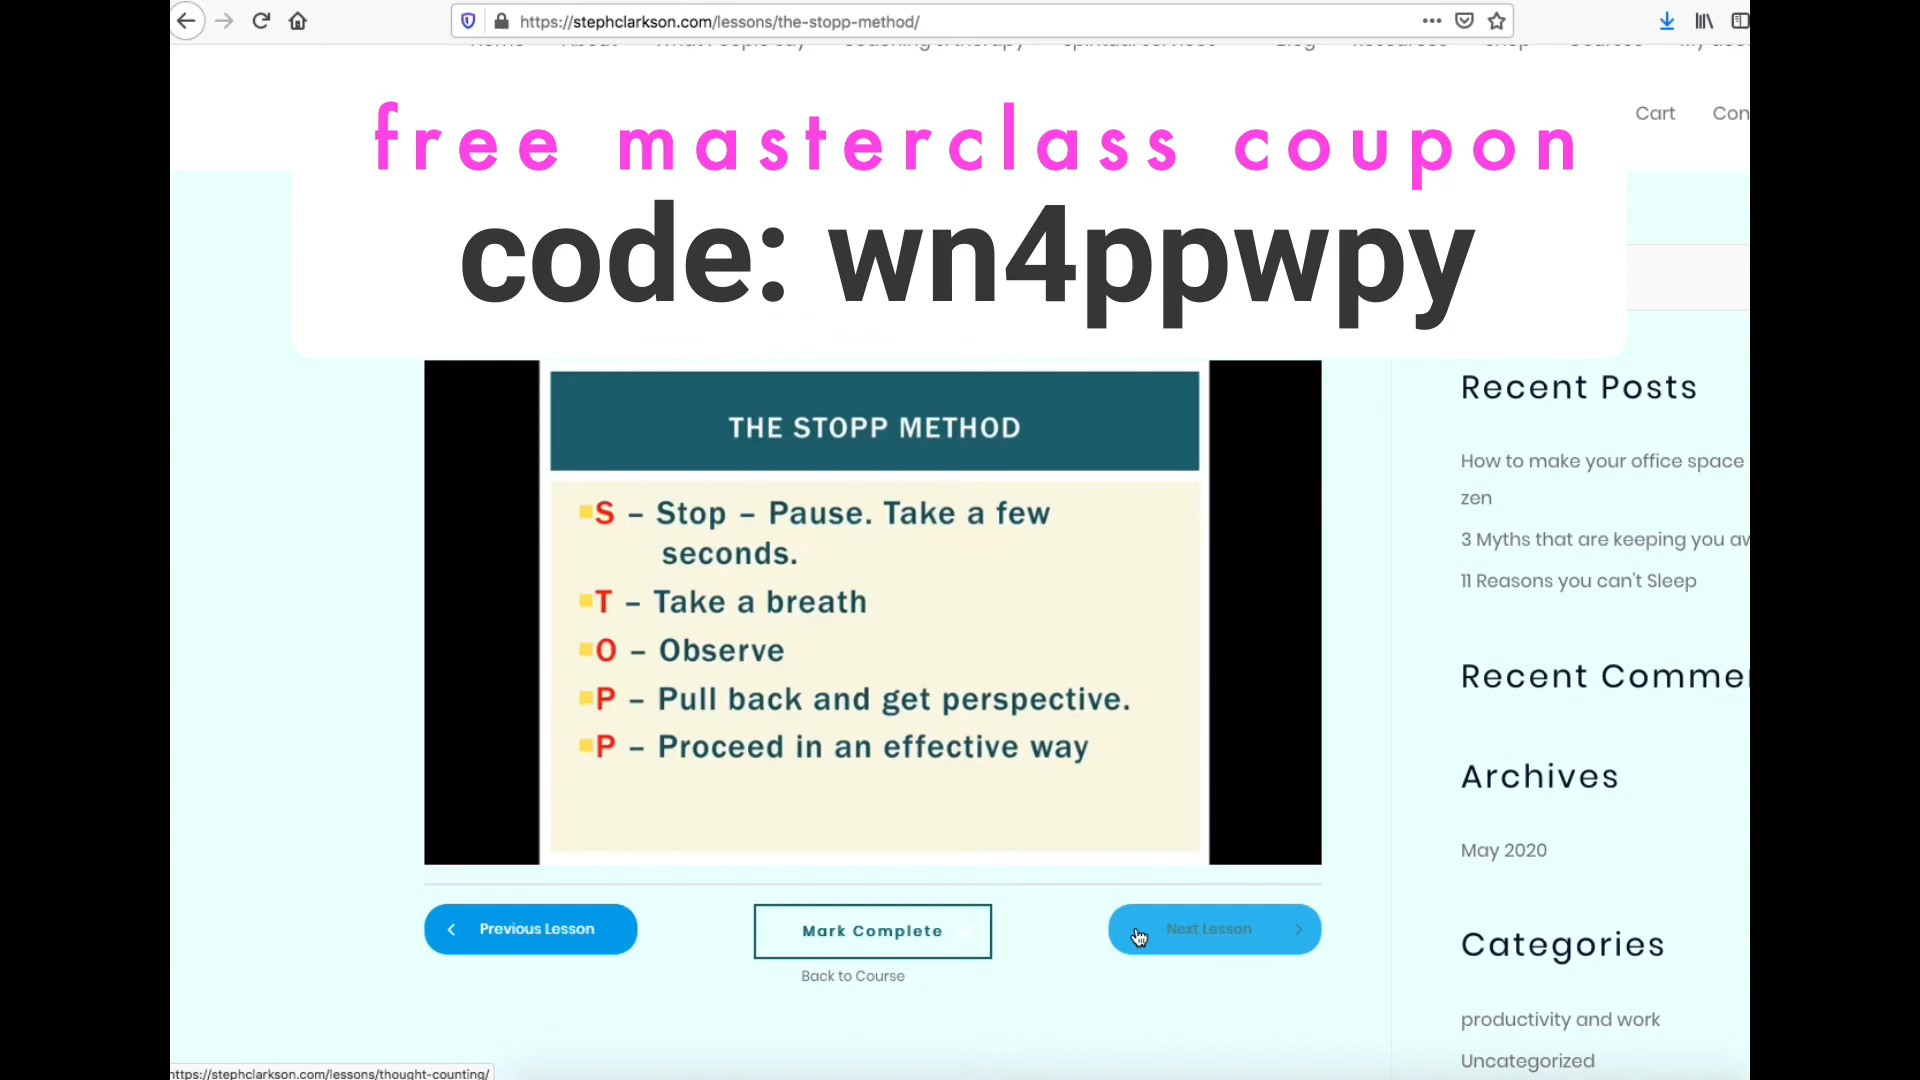 https://stephclarkson.com/lessons/the-stopp-method/
Cart
free masterclass coupon
code: wn4ppwpy
THE STOPP METHOD
S – Stop – Pause. Take a few
seconds.
T – Take a breath
O – Observe
P – Pull back and get perspective.
P – Proceed in an effective way
Previous Lesson
Mark Complete
Next Lesson
Back to Course
Recent Posts
How to make your office space
zen
3 Myths that are keeping you
11 Reasons you can't Sleep
Recent
Archives
May 2020
Categories
productivity and work
Uncategorized
https://stephclarkson.com/lessons/thought-counting/